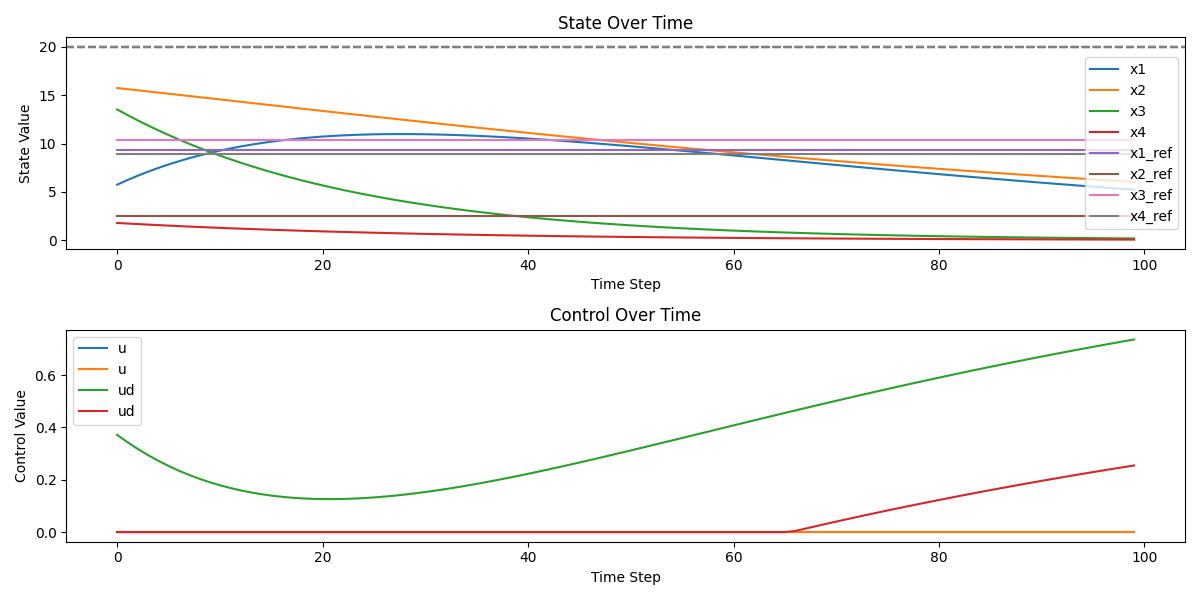 State Over Time
State Value
20
15
10
5
0
x1
x2
x3
x4
x1_ref
x2_ref
x3_ref
x4_ref
0
20
40
60
80
100
Time Step
Control Over Time
Control Value
0.6
0.4
0.2
0.0
u
u
ud
ud
0
20
40
60
80
100
Time Step